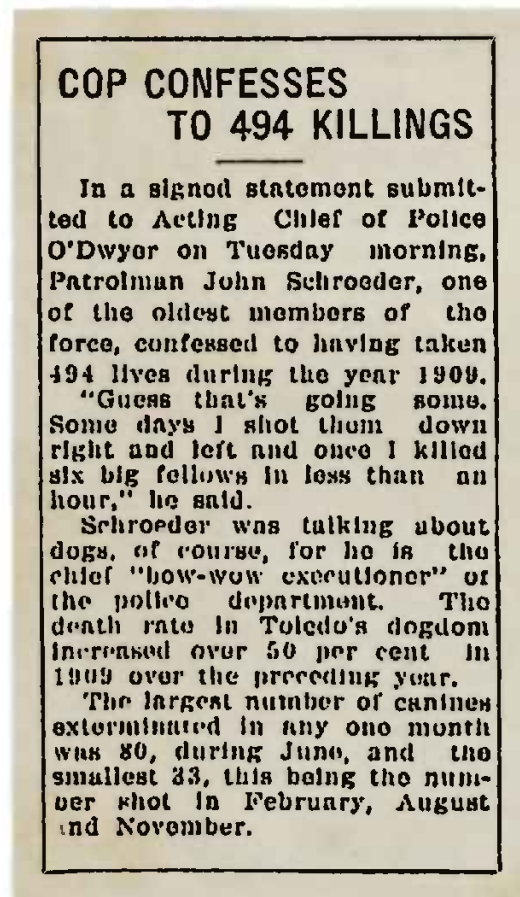 COP CONFESSES
TO 494 KILLINGS
In a signed statement submit-
ted to Acting Chief of Police
O'Dwyer on Tuesday morning,
Patrolman John Schroeder, one
of the oldest members of the
force, confessed to having taken
494 lives during the year 1909.
"Guess that's going some.
Some days I shot them down
right and left and once I killed
six big fellows in less than an
hour," he said.
Schroeder was talking about
dogs, of course, for he is the
chief "bow-wow executioner" of
the police department. The
death rate in Toledo's dogdom
increased over 50 per cent in
1909 over the preceding year.
The largest number of canines
exterminated in any one month
was 80, during June, and the
smallest 33, this being the num-
ber shot in February, August
and November.